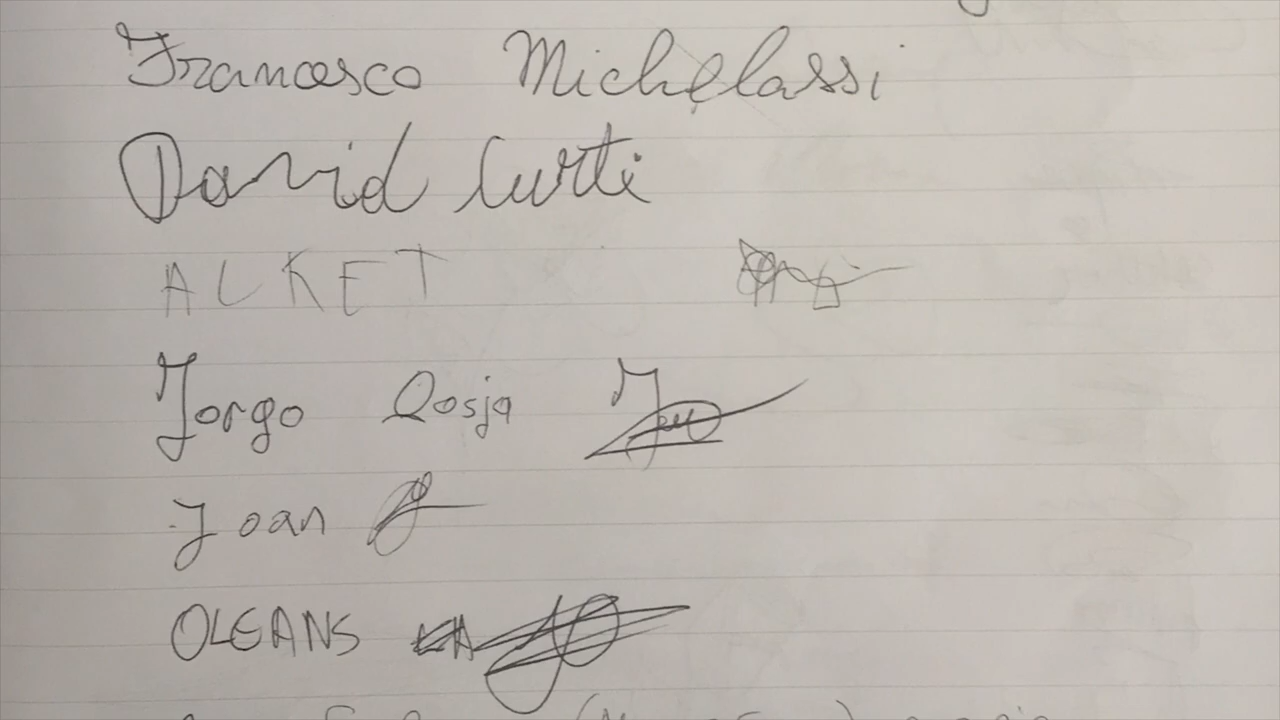 Francesco Michelassi
David Curti
ALKET
Jorgo Qosja
Joan
OLEANS